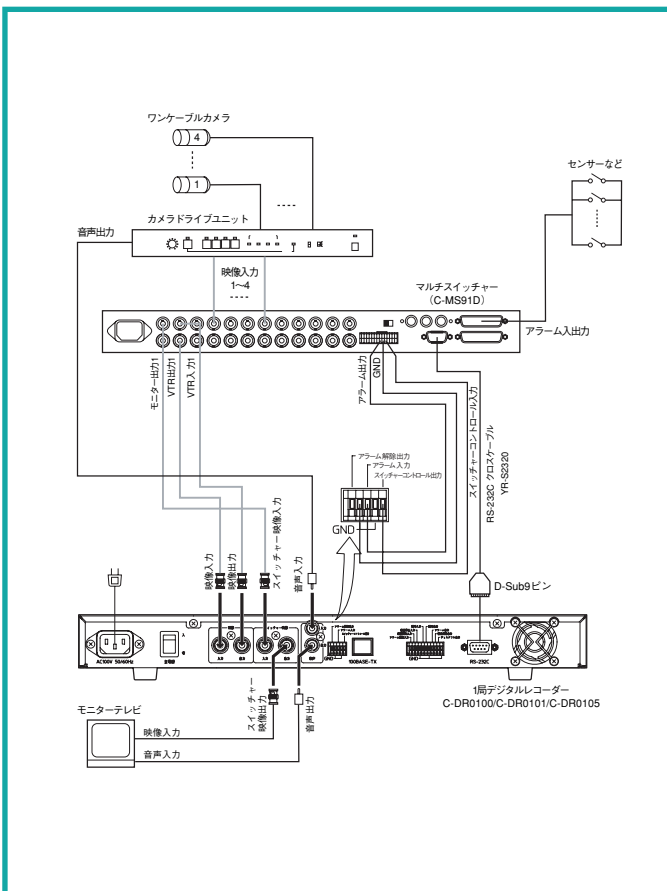 ワンケーブルカメラ
4
1
カメラドライブユニット
音声出力
センサーなど
映像入力
1〜4
マルチスイッチャー
(C-MS91D)
アラーム入出力
モニター出力1
VTR出力1
VTR入力1
アラーム出力
GND
スイッチャーコントロール入力
RS-232C クロスケーブル
YR-S2320
アラーム解除出力
アラーム入力
スイッチャーコントロール出力
GND
映像入力
映像出力
スイッチャー映像入力
音声入力
D-Sub9ピン
AC100V 50/60Hz
GND
100BASE-TX
GND
RS-232C
1局デジタルレコーダー
C-DR0100/C-DR0101/C-DR0105
スイッチャー
映像出力
音声出力
モニターテレビ
映像入力
音声入力